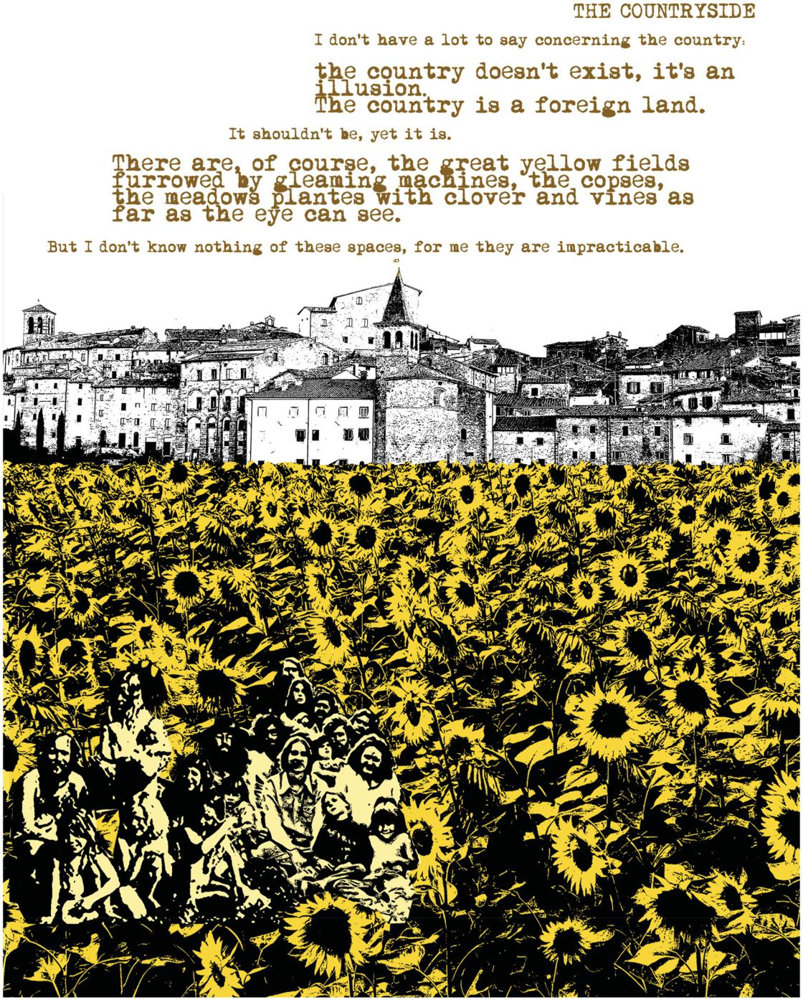 THE COUNTRYSIDE
I don't have a lot to say concerning the country:
the country doesn't exist, it's an
illusion.
The country is a foreign land.
It shouldn't be, yet it is.
There are, of course, the great yellow fields
furrowed by gleaming machines, the copses,
the meadows plantes with clover and vines as
far as the eye can see.
But I don't know nothing of these spaces, for me they are impracticable.